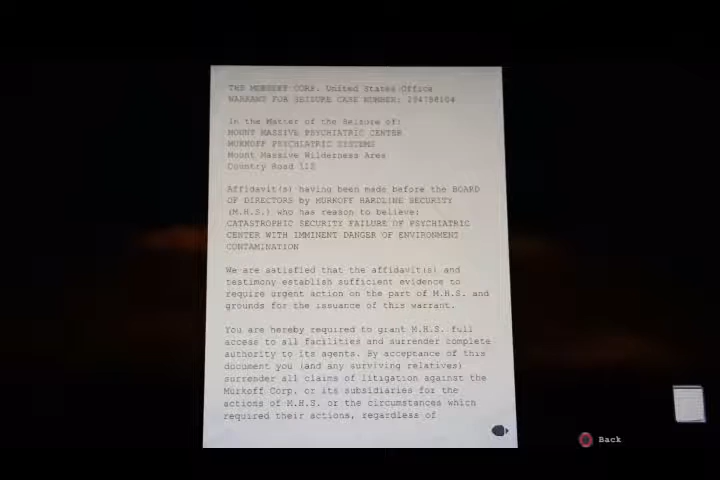 THE MURKOFF CORP. United States Office
WARRANT FOR SEIZURE CASE NUMBER: 294788104
In the Matter of the Seizure of:
MOUNT MASSIVE PSYCHIATRIC CENTER
MURKOFF PSYCHIATRIC SYSTEMS
Mount Massive Wilderness Area
Country Road 112
Affidavit(s) having been made before the BOARD
OF DIRECTORS by MURKOFF HARDLINE SECURITY
(M.H.S.) who has reason to believe:
CATASTROPHIC SECURITY FAILURE OF PSYCHIATRIC
CENTER WITH IMMINENT DANGER OF ENVIRONMENT
CONTAMINATION
We are satisfied that the affidavit(s) and
testimony establish sufficient evidence to
require urgent action on the part of M.H.S. and
grounds for the issuance of this warrant.
You are hereby required to grant M.H.S. full
access to all facilities and surrender complete
authority to its agents. By acceptance of this
document you (and any surviving relatives)
surrender all claims of litigation against the
Murkoff Corp. or its subsidiaries for the
actions of M.H.S. or the circumstances which
required their actions, regardless of
Back